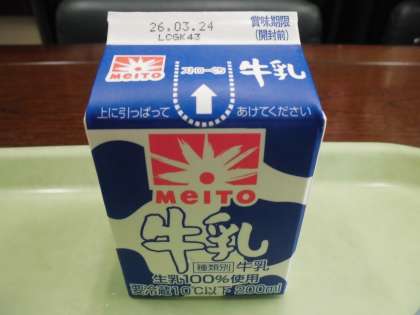 26.03.24
LCGK43
賞味期限
(開封前)
MEITO
ストロー口
牛乳
上に引っぱって
あけてください
MEITO
牛乳
種類別 牛乳
生乳100%使用
要冷蔵10℃以下 200ml